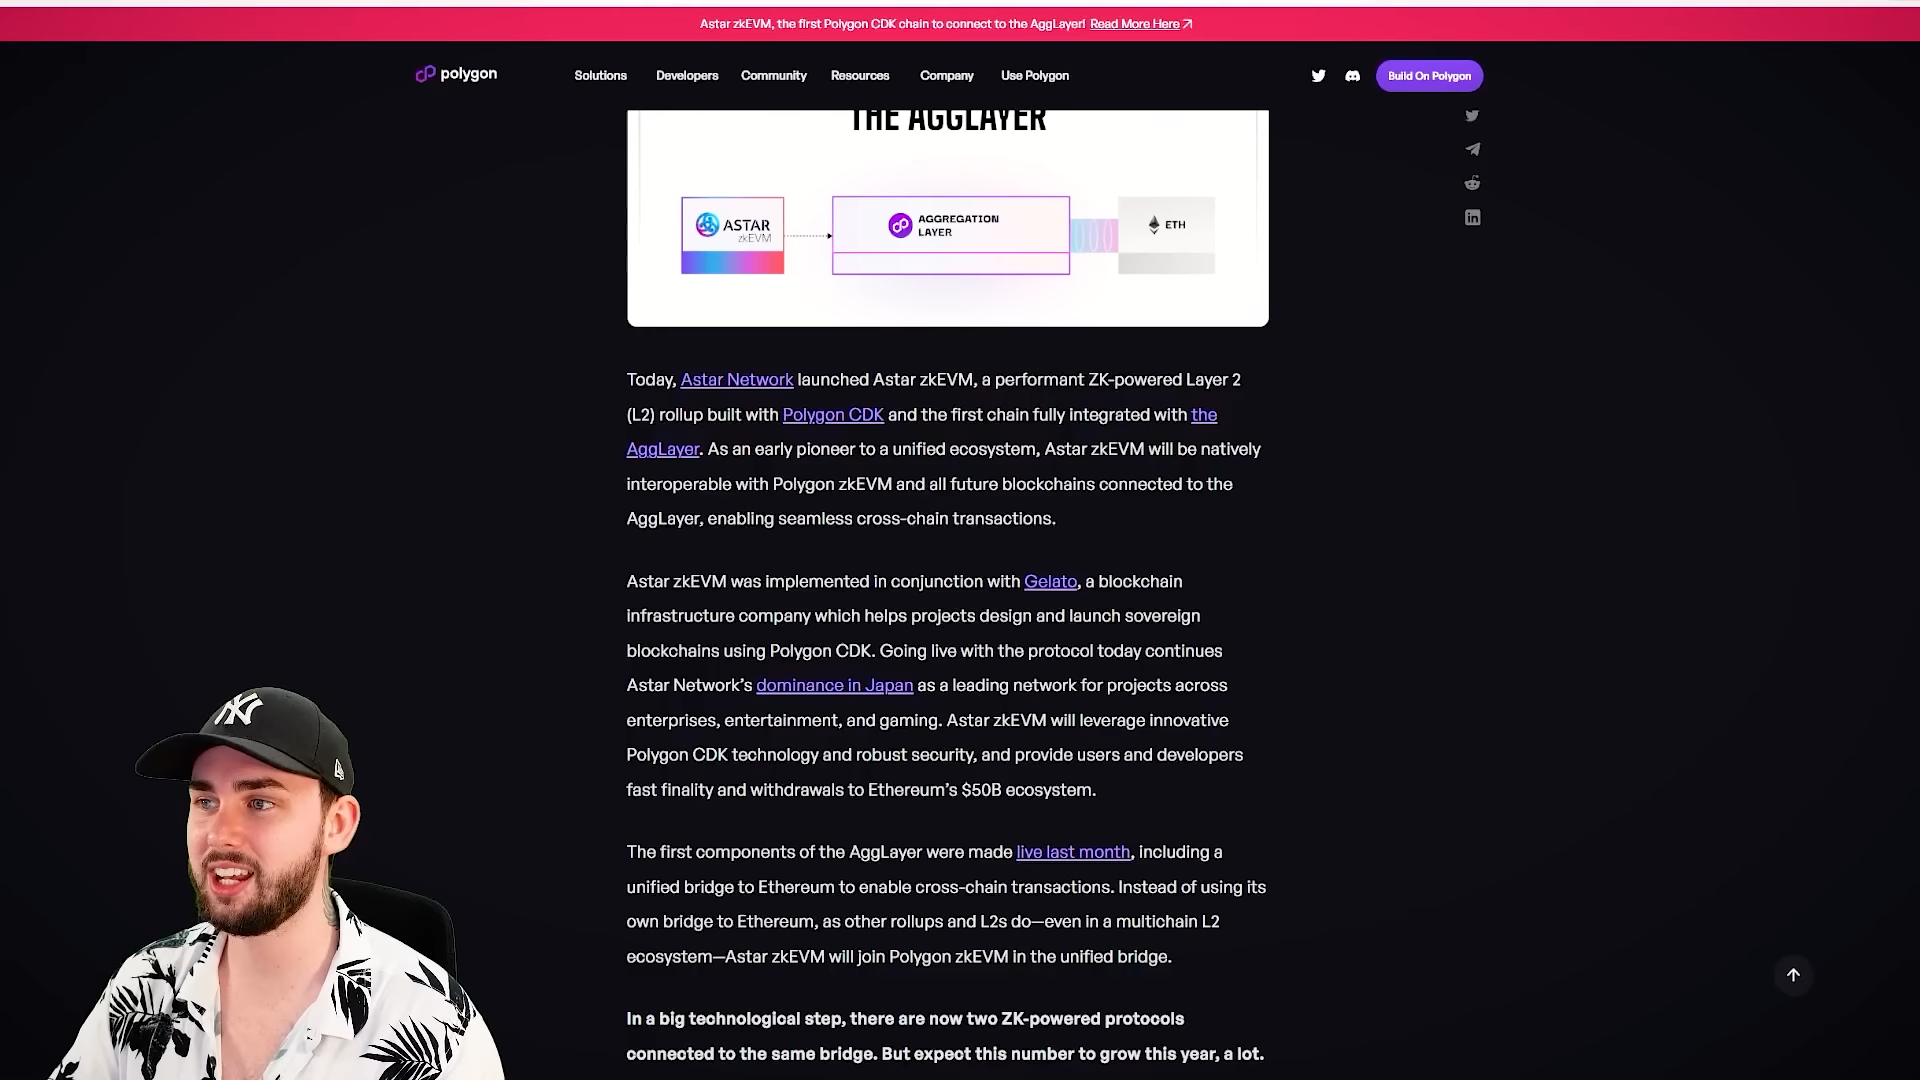 Astar zkEVM, the first Polygon CDK chain to connect to the AggLayer! Read More Here
polygon
Solutions
Developers
Community
Resources
Company
Use Polygon
Build On Polygon
THE AGGLAYER
ASTAR
zkEVM
AGGREGATION
LAYER
ETH
Today, Astar Network launched Astar zkEVM, a performant ZK-powered Layer 2
(L2) rollup built with Polygon CDK and the first chain fully integrated with the
AggLayer. As an early pioneer to a unified ecosystem, Astar zkEVM will be natively
interoperable with Polygon zkEVM and all future blockchains connected to the
AggLayer, enabling seamless cross-chain transactions.
Astar zkEVM was implemented in conjunction with Gelato, a blockchain
infrastructure company which helps projects design and launch sovereign
blockchains using Polygon CDK. Going live with the protocol today continues
Astar Network’s dominance in Japan as a leading network for projects across
enterprises, entertainment, and gaming. Astar zkEVM will leverage innovative
Polygon CDK technology and robust security, and provide users and developers
fast finality and withdrawals to Ethereum’s $50B ecosystem.
The first components of the AggLayer were made live last month, including a
unified bridge to Ethereum to enable cross-chain transactions. Instead of using its
own bridge to Ethereum, as other rollups and L2s do—even in a multichain L2
ecosystem—Astar zkEVM will join Polygon zkEVM in the unified bridge.
In a big technological step, there are now two ZK-powered protocols
connected to the same bridge. But expect this number to grow this year, a lot.
NY